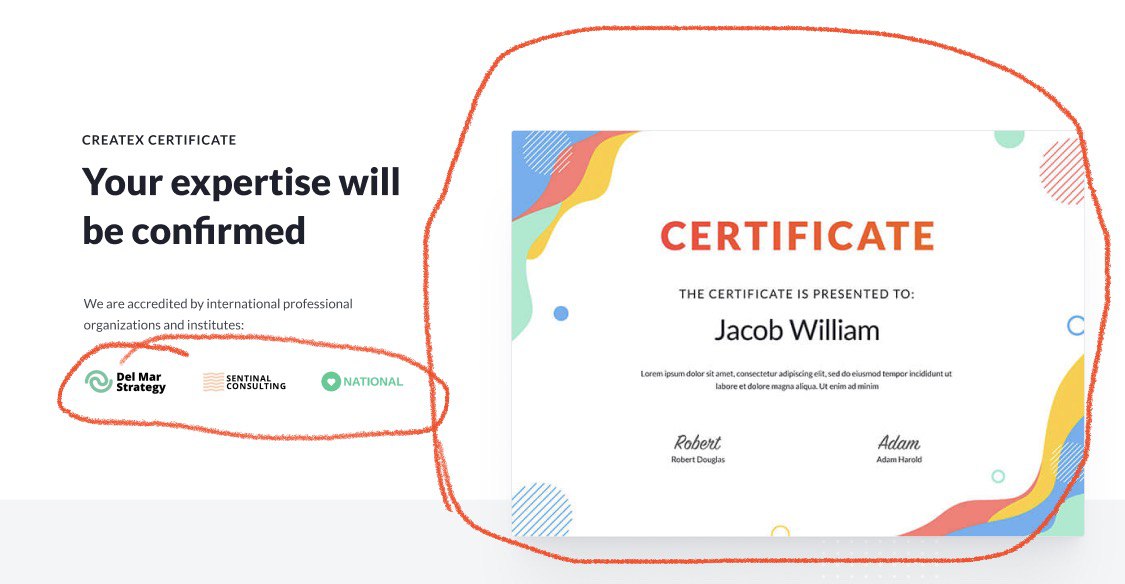 CREATEX CERTIFICATE
Your expertise will
be confirmed
We are accredited by international professional
organizations and institutes:
Del Mar
Strategy
SENTINAL
CONSULTING
NATIONAL
CERTIFICATE
THE CERTIFICATE IS PRESENTED TO:
Jacob William
Lorem ipsum dolor sit amet, consectetur adipiscing elit, sed do eiusmod tempor incididunt ut
labore et dolore magna aliqua. Ut enim ad minim
Robert
Robert Douglas
Adam
Adam Harold